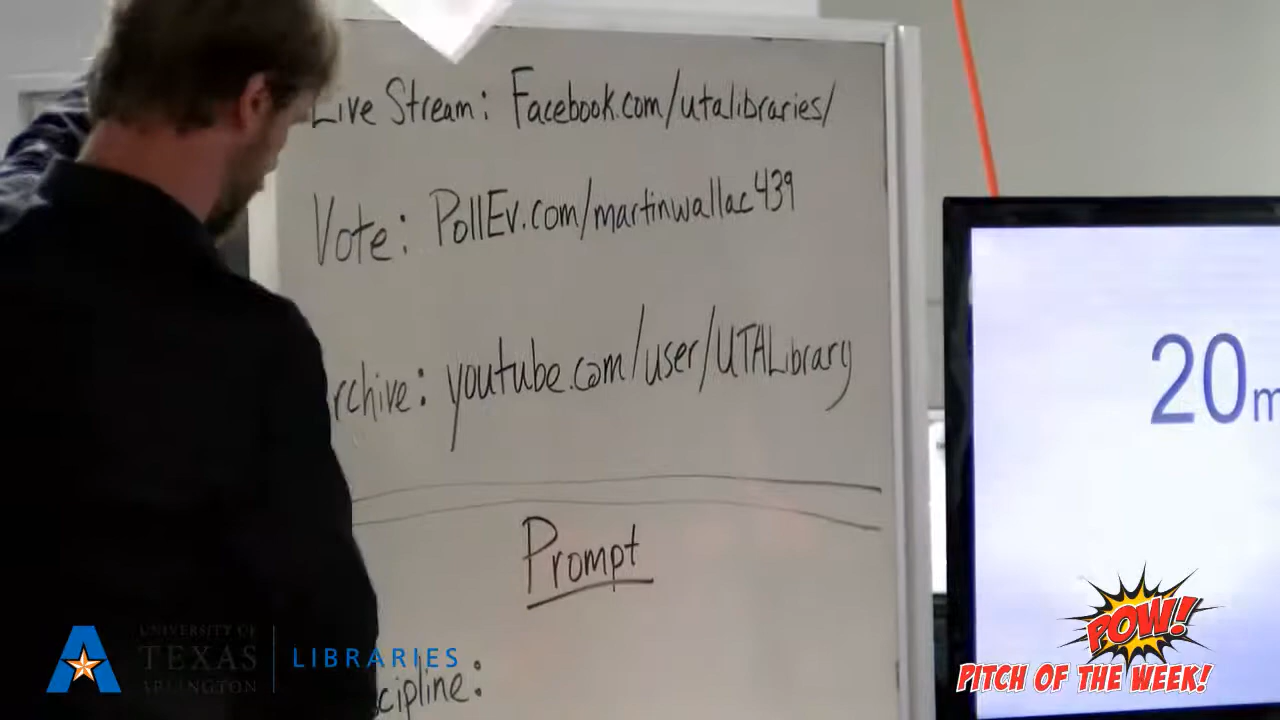 Live Stream: Facebook.com/utalibraries/
Vote: PollEv.com/martinwallac439
rchive: youtube.com/user/UTALibrary
Prompt
scipline:
20m
UNIVERSITY OF
TEXAS
ARLINGTON
LIBRARIES
POW!
PITCH OF THE WEEK!